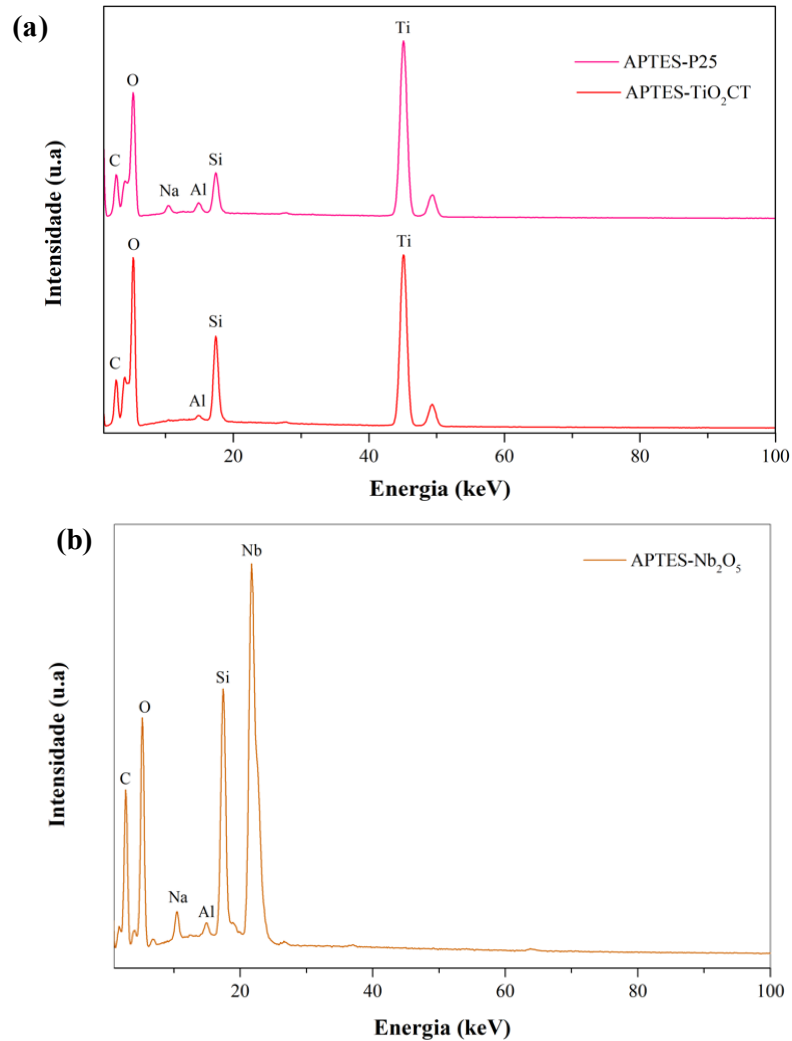 (a)
Intensidade (u.a)
APTES-P25
APTES-TiO₂CT
C
O
Na
Al
Si
Ti
C
O
Al
Si
Ti
20
40
60
80
100
Energia (keV)
(b)
Intensidade (u.a)
APTES-Nb₂O₅
C
O
Na
Al
Si
Nb
20
40
60
80
100
Energia (keV)